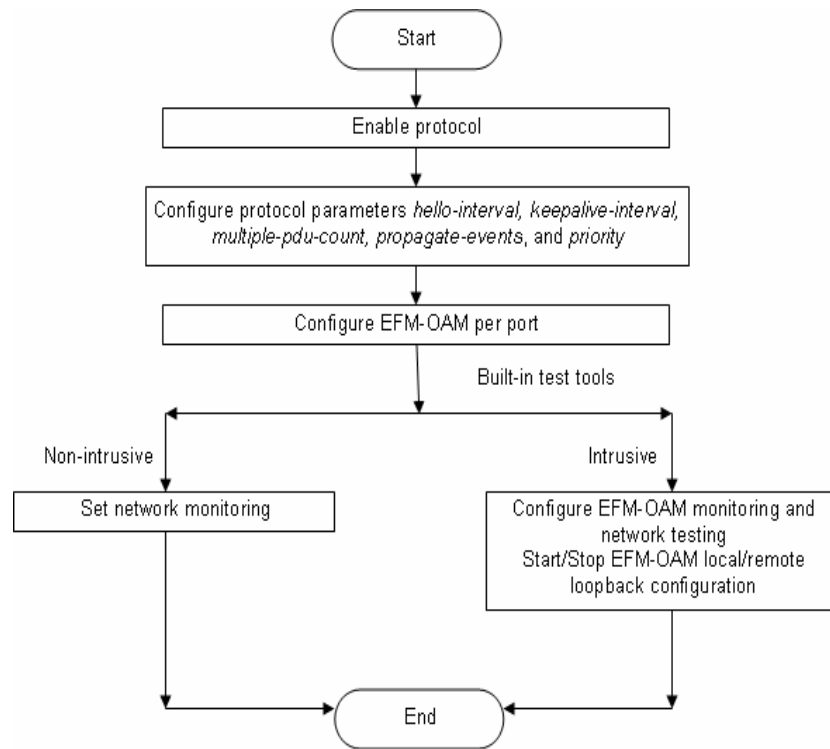 Start
Enable protocol
Configure protocol parameters hello-interval, keepalive-interval,
multiple-pdu-count, propagate-events, and priority
Configure EFM-OAM per port
Built-in test tools
Non-intrusive
Intrusive
Set network monitoring
Configure EFM-OAM monitoring and
network testing
Start/Stop EFM-OAM local/remote
loopback configuration
End